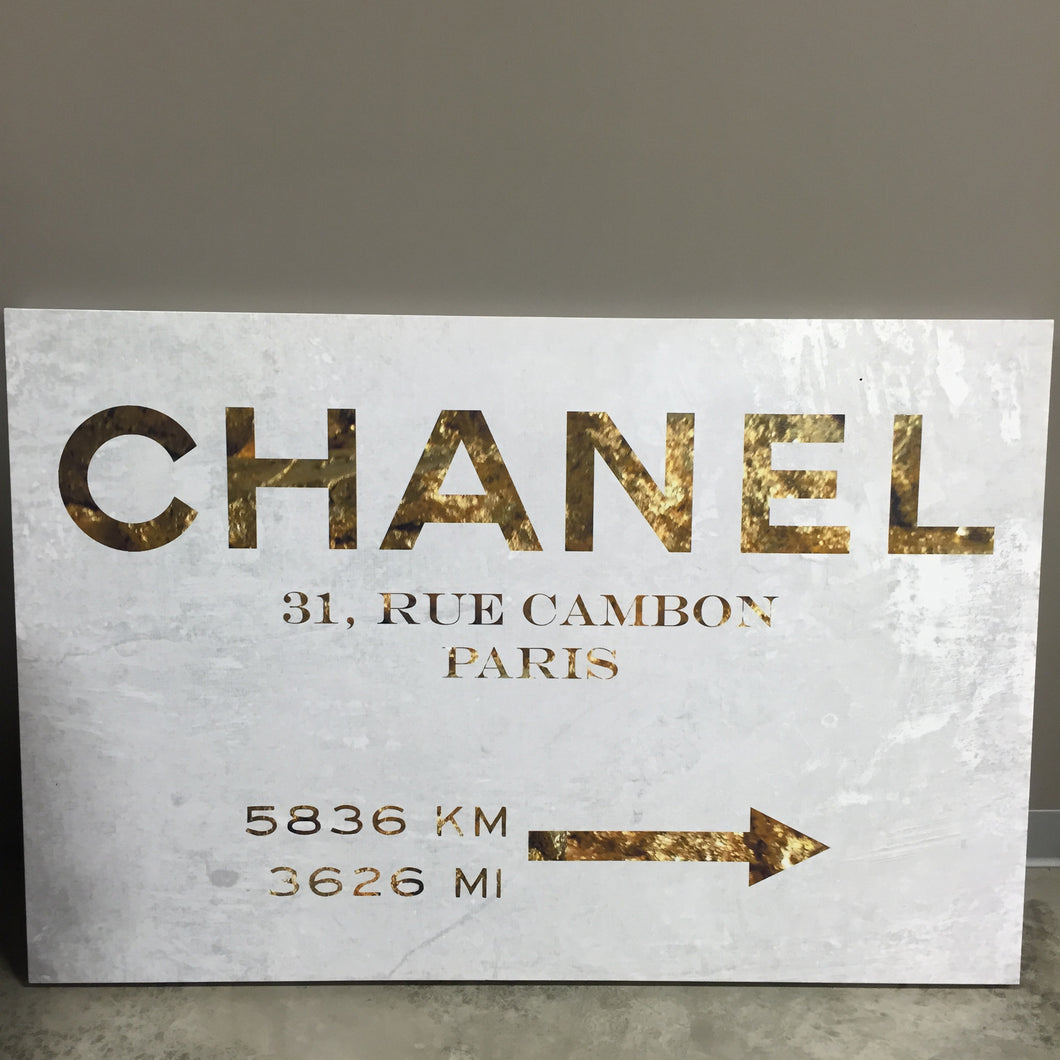 CHANEL
31, RUE CAMBON
PARIS
5836 KM
3626 MI